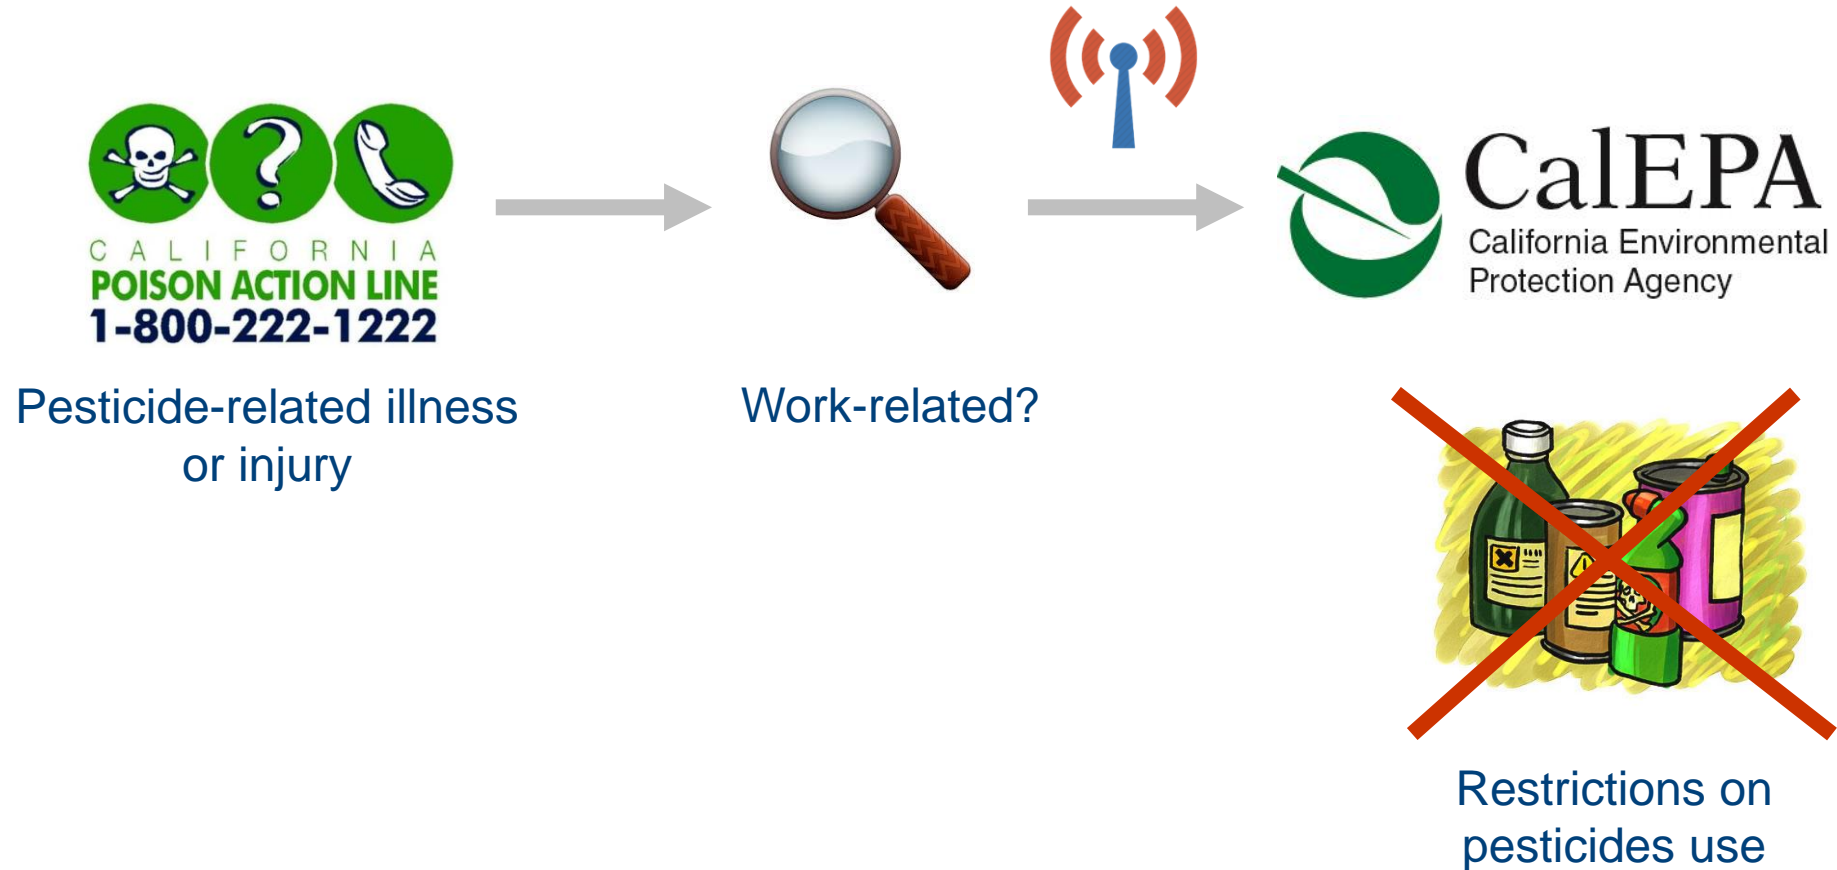 CALIFORNIA
POISON ACTION LINE
1-800-222-1222
CalEPA
California Environmental
Protection Agency
Pesticide-related illness
or injury
Work-related?
Restrictions on
pesticides use